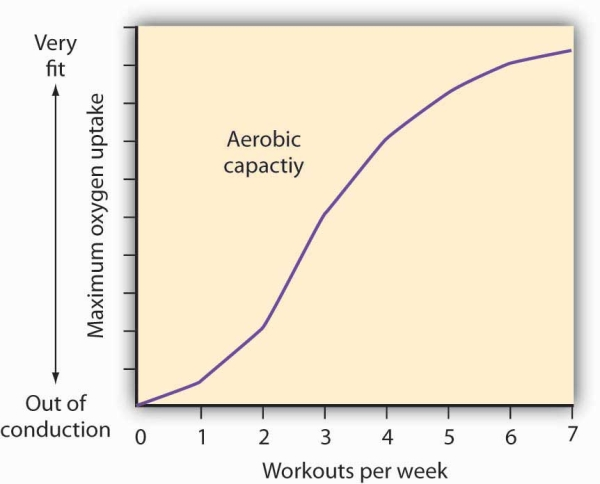 Very
fit
Maximum oxygen uptake
Out of
conduction
Aerobic
capactiy
0 1 2 3 4 5 6 7
Workouts per week